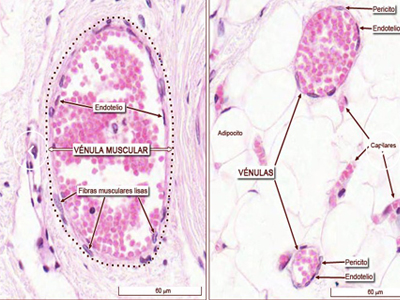 Endotelio
VÉNULA MUSCULAR
Fibras musculares lisas
60 µm
Pericito
Endotelio
Adipocito
Capilares
VÉNULAS
Pericito
Endotelio
60 µm